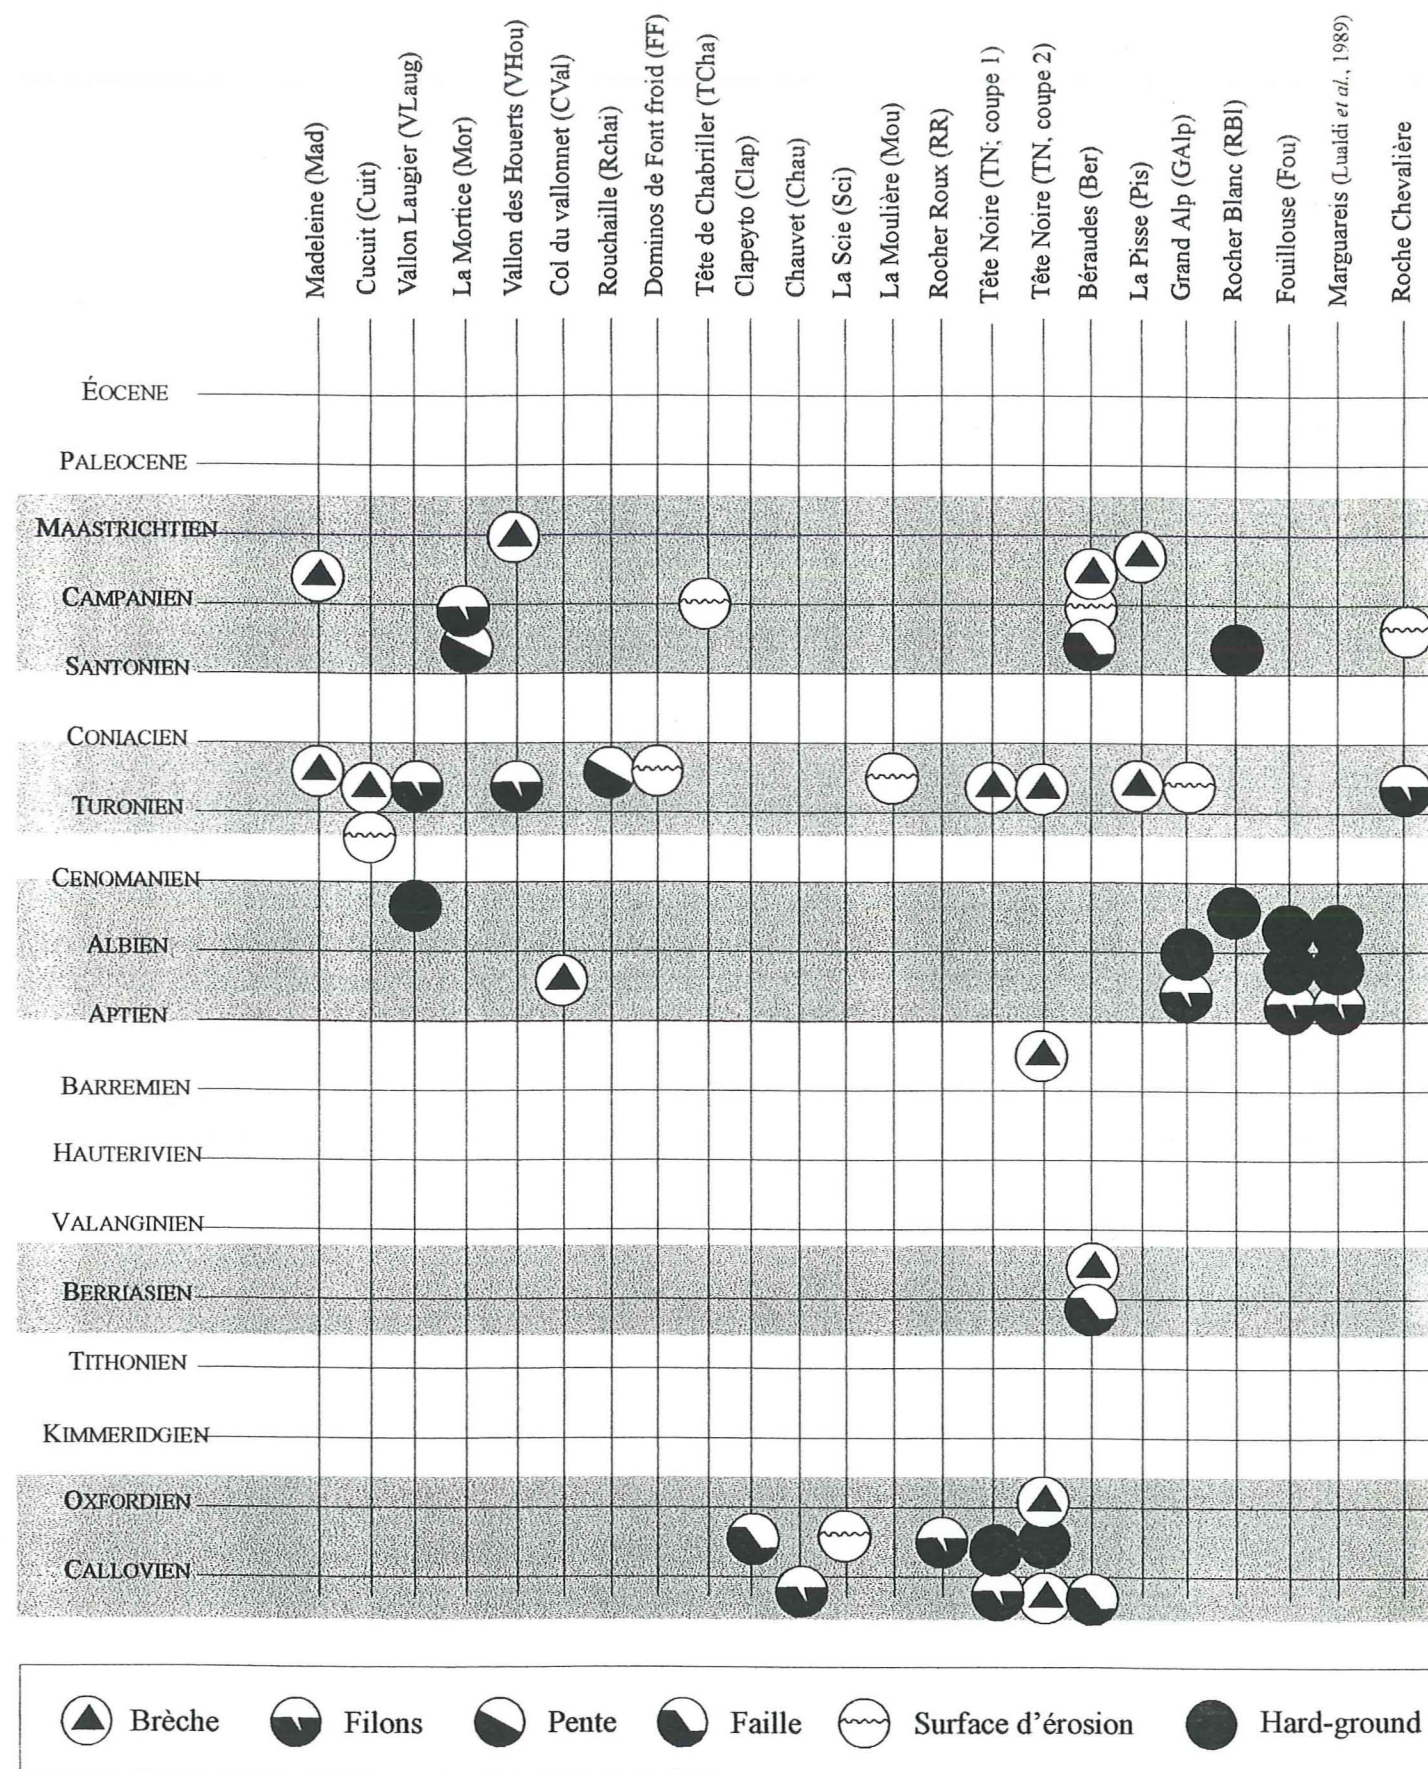 Madeleine (Mad)
Cucuit (Cuit)
Vallon Laugier (VLaug)
La Mortice (Mor)
Vallon des Houerts (VHou)
Col du vallonnet (CVal)
Rouchaille (Rchai)
Dominos de Font froid (FF)
Tête de Chabriller (TCha)
Clapeyto (Clap)
Chauvet (Chau)
La Scie (Sci)
La Moulière (Mou)
Rocher Roux (RR)
Tête Noire (TN; coupe 1)
Tête Noire (TN, coupe 2)
Béraudes (Ber)
La Pisse (Pis)
Grand Alp (GAlp)
Rocher Blanc (RBl)
Fouillouse (Fou)
Marguareis (Lualdi et al., 1989)
Roche Chevalière
ÉOCENE
PALEOCENE
MAASTRICHTIEN
CAMPANIEN
SANTONIEN
CONIACIEN
TURONIEN
CENOMANIEN
ALBIEN
APTIEN
BARREMIEN
HAUTERIVIEN
VALANGINIEN
BERRIASIEN
TITHONIEN
KIMMERIDGIEN
OXFORDIEN
CALLOVIEN
Brèche Filons Pente Faille Surface d'érosion Hard-ground